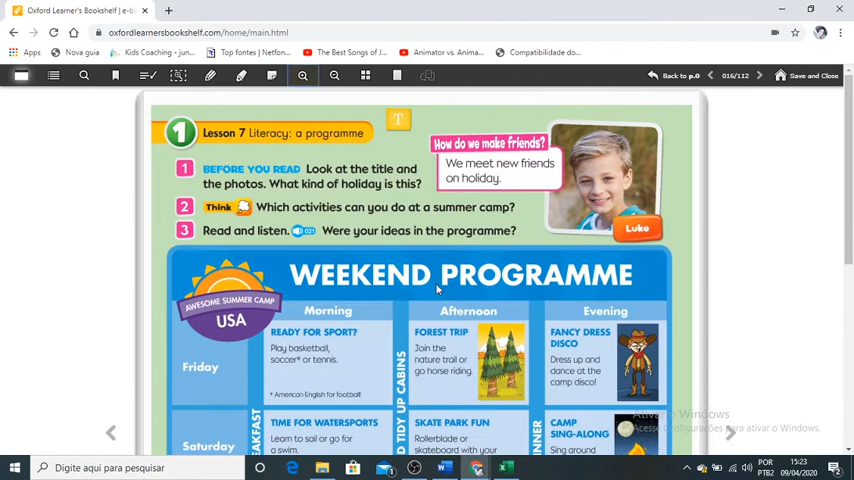 Oxford Learner's Bookshelf | e-b
oxfordlearnersbookshelf.com/home/main.html
Apps
Nova guia
Kids Coaching - jun...
Top fontes | Netfon...
The Best Songs of J...
Animator vs. Anima...
Compatibilidade do...
Back to p.0
016/112
Save and Close
1
Lesson 7 Literacy: a programme
T
How do we make friends?
We meet new friends
on holiday.
Luke
1 BEFORE YOU READ Look at the title and
the photos. What kind of holiday is this?
2 Think Which activities can you do at a summer camp?
3 Read and listen. 021 Were your ideas in the programme?
WEEKEND PROGRAMME
AWESOME SUMMER CAMP
USA
Morning
Afternoon
Evening
Friday
READY FOR SPORT?
Play basketball,
soccer* or tennis.
* American English for football
FOREST TRIP
Join the
nature trail or
go horse riding.
FANCY DRESS
DISCO
Dress up and
dance at the
camp disco!
Saturday
TIME FOR WATERSPORTS
Learn to sail or go for
a swim.
D TIDY UP CABINS
SKATE PARK FUN
Rollerblade or
skateboard with your
CAMP
SING-ALONG
Sing around
Ativar o Windows
Acesse Configurações para ativar o Windows.
Digite aqui para pesquisar
POR
PTB2
15:23
09/04/2020
2